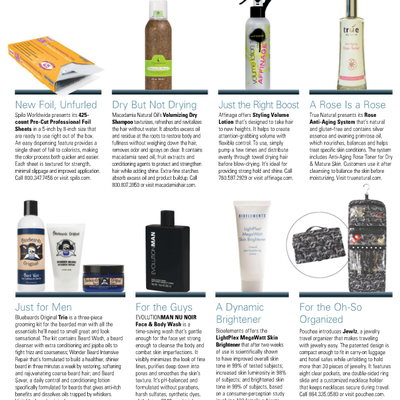 New Foil, Unfurled
Spilo Worldwide presents its 425-
count Pre-Cut Professional Foil
Sheets in a 5-inch by 8-inch size that
are ready to use right out of the box.
An easy dispensing feature provides a
single sheet of foil to colorists, making
the color process both quicker and easier.
Each sheet is textured for strength,
minimal slippage and improved application.
Call 800.347.7456 or visit spilo.com.
Dry But Not Drying
Macadamia Natural Oil's Volumizing Dry
Shampoo texturizes, refreshes and revitalizes
the hair without water. It absorbs excess oil
and residue at the roots to restore body and
fullness without weighing down the hair,
removes odor and sprays on clear. It contains
macadamia seed oil, fruit extracts and
conditioning agents to protect and strengthen
hair while adding shine. Extra-fine starches
absorb excess oil and product buildup. Call
800.807.3950 or visit macadamiahair.com.
Just the Right Boost
Affinage offers Styling Volume
Lotion that's designed to take hair
to new heights. It helps to create
attention-grabbing volume with
flexible control. To use, simply
pump a few times and distribute
evenly through towel drying hair
before blow-drying. It's ideal for
providing strong hold and shine. Call
760.597.2929 or visit affinage.com.
A Rose Is a Rose
True Natural presents its Rose
Anti-Aging System that's natural
and gluten-free and contains silver
essence and evening primrose oil,
which nourishes, balances and helps
treat specific skin conditions. The system
includes Anti-Aging Rose Toner for Dry
& Mature Skin. Customers use it after
cleansing to balance the skin before
moisturizing. Visit truenatural.com.
AFFINAGE
true
Bluebeards
Original
EVOLUTIONMAN
BIOELEMENTS
LightPlex
MegaWatt
Skin Brightener
Just for Men
Bluebeards Original Trio is a three-piece
grooming kit for the bearded man with all the
essentials he'll need to smell great and look
sensational. The kit contains Beard Wash, a beard
cleanser with acna conditioning and jojoba oils to
fight frizz and coarseness; Wonder Beard Intensive
Repair that's formulated to build a healthier, shinier
beard in three minutes a week by restoring, softening
and rejuvenating coarse beard hair; and Beard
Saver, a daily control and conditioning lotion
specifically formulated for beards that gives anti-itch
benefits and dissolves embarrassing dry whiskers
For the Guys
EVOLUTIONMAN NU NOIR
Face & Body Wash is a
time-saving wash that's gentle
enough for the face yet strong
enough to cleanse the body and
combat skin imperfections. It
visibly minimizes the look of fine
lines, purifies deep down into
pores and smoothes the skin's
texture. It's pH-balanced and
formulated without parabens,
harsh sulfates, synthetic dyes,
A Dynamic
Brightener
Bioelements offers its
LightPlex MegaWatt Skin
Brightener that after two weeks
of use is scientifically shown
to have improved overall skin
tone in 99% of tested subjects,
increased skin luminosity in 86%
of subjects; and brightened skin
tone in 99% of subjects, based
on a consumer-perception study
For the Oh-So
Organized
Pouchee introduces Jewlz, a jewelry
travel organizer that makes traveling
with jewelry easy. The patented design is
compact enough to fit in carry-on luggage
and hotel safes while unfolding to hold
more than 30 pieces of jewelry. It features
eight clear pockets, one double-sided ring
slide and a customized necklace holder
that keeps necklaces secure during travel.
Call 864.335.0580 or visit pouchee.com.